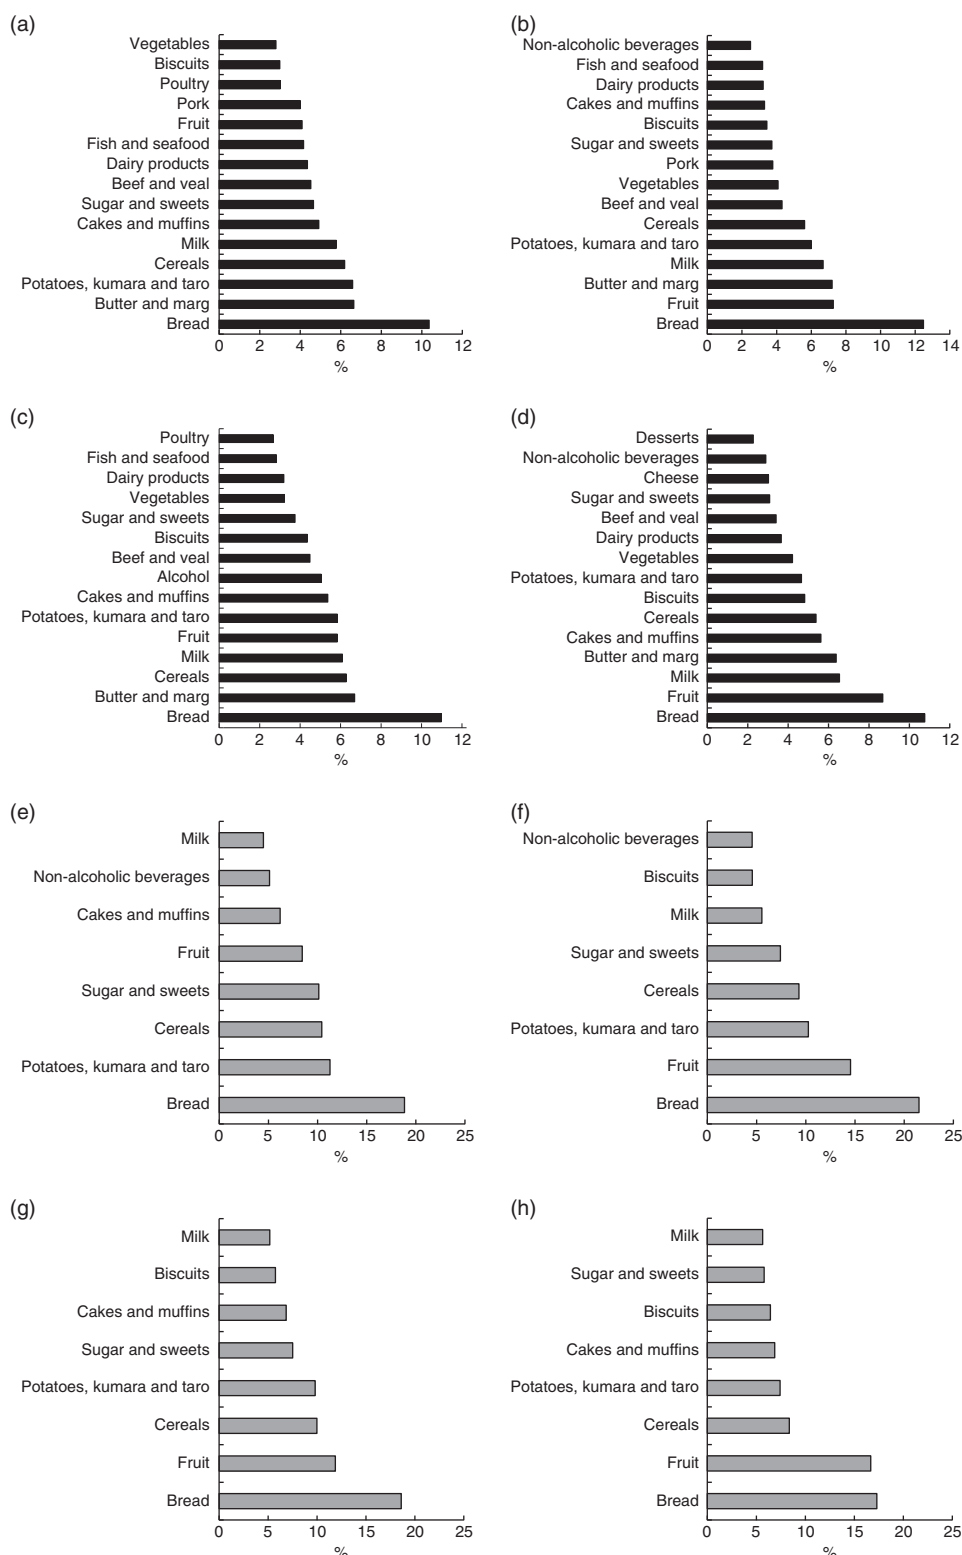 (a)
Vegetables
Biscuits
Poultry
Pork
Fruit
Fish and seafood
Dairy products
Beef and veal
Sugar and sweets
Cakes and muffins
Milk
Cereals
Potatoes, kumara and taro
Butter and marg
Bread
0 2 4 6 8 10 12
%
(b)
Non-alcoholic beverages
Fish and seafood
Dairy products
Cakes and muffins
Biscuits
Sugar and sweets
Pork
Vegetables
Beef and veal
Cereals
Potatoes, kumara and taro
Milk
Butter and marg
Fruit
Bread
0 2 4 6 8 10 12 14
%
(c)
Poultry
Fish and seafood
Dairy products
Vegetables
Sugar and sweets
Biscuits
Beef and veal
Alcohol
Cakes and muffins
Potatoes, kumara and taro
Fruit
Milk
Cereals
Butter and marg
Bread
0 2 4 6 8 10 12
%
(d)
Desserts
Non-alcoholic beverages
Cheese
Sugar and sweets
Beef and veal
Dairy products
Vegetables
Potatoes, kumara and taro
Biscuits
Cereals
Cakes and muffins
Butter and marg
Milk
Fruit
Bread
0 2 4 6 8 10 12
%
(e)
Milk
Non-alcoholic beverages
Cakes and muffins
Fruit
Sugar and sweets
Cereals
Potatoes, kumara and taro
Bread
0 5 10 15 20 25
%
(f)
Non-alcoholic beverages
Biscuits
Milk
Sugar and sweets
Cereals
Potatoes, kumara and taro
Fruit
Bread
0 5 10 15 20 25
%
(g)
Milk
Biscuits
Cakes and muffins
Sugar and sweets
Potatoes, kumara and taro
Cereals
Fruit
Bread
0 5 10 15 20 25
%
(h)
Milk
Sugar and sweets
Biscuits
Cakes and muffins
Potatoes, kumara and taro
Cereals
Fruit
Bread
0 5 10 15 20 25
%